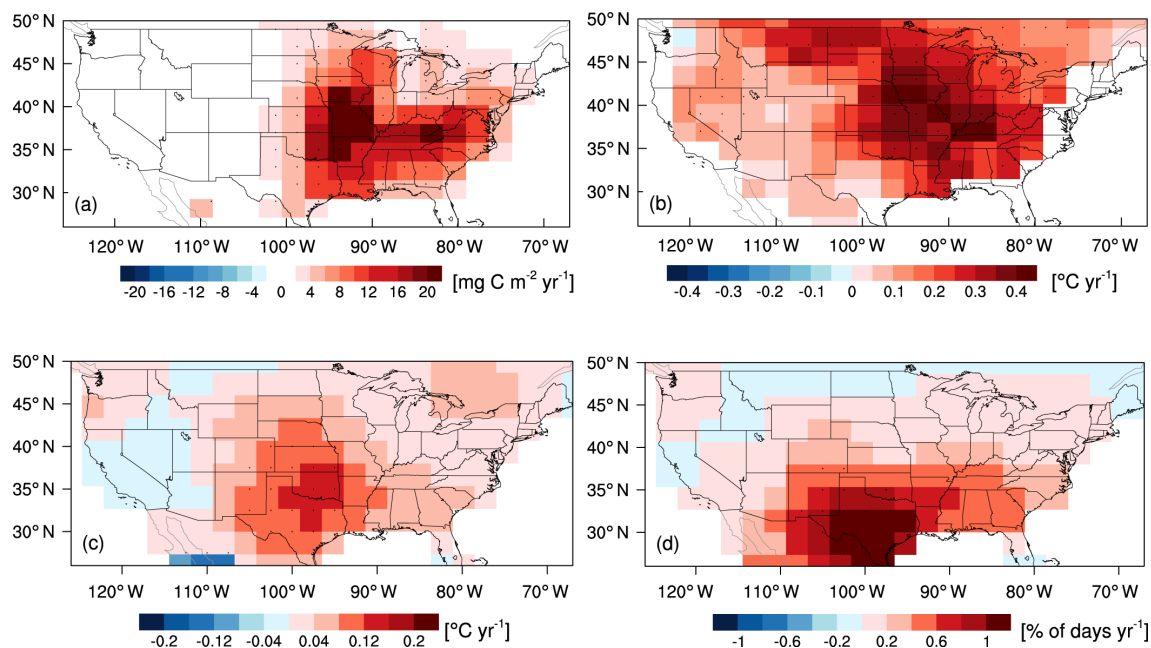 50° N
45° N
40° N
35° N
30° N
(a)
120°W 110°W 100°W 90°W 80°W 70°W
-20 -16 -12 -8 -4 0 4 8 12 16 20 [mg C m⁻² yr⁻¹]
50° N
45° N
40° N
35° N
30° N
(b)
120°W 110°W 100°W 90°W 80°W 70°W
-0.4 -0.3 -0.2 -0.1 0 0.1 0.2 0.3 0.4 [°C yr⁻¹]
50° N
45° N
40° N
35° N
30° N
(c)
120°W 110°W 100°W 90°W 80°W 70°W
-0.2 -0.12 -0.04 0.04 0.12 0.2 [°C yr⁻¹]
50° N
45° N
40° N
35° N
30° N
(d)
120°W 110°W 100°W 90°W 80°W 70°W
-1 -0.6 -0.2 0.2 0.6 1 [% of days yr⁻¹]